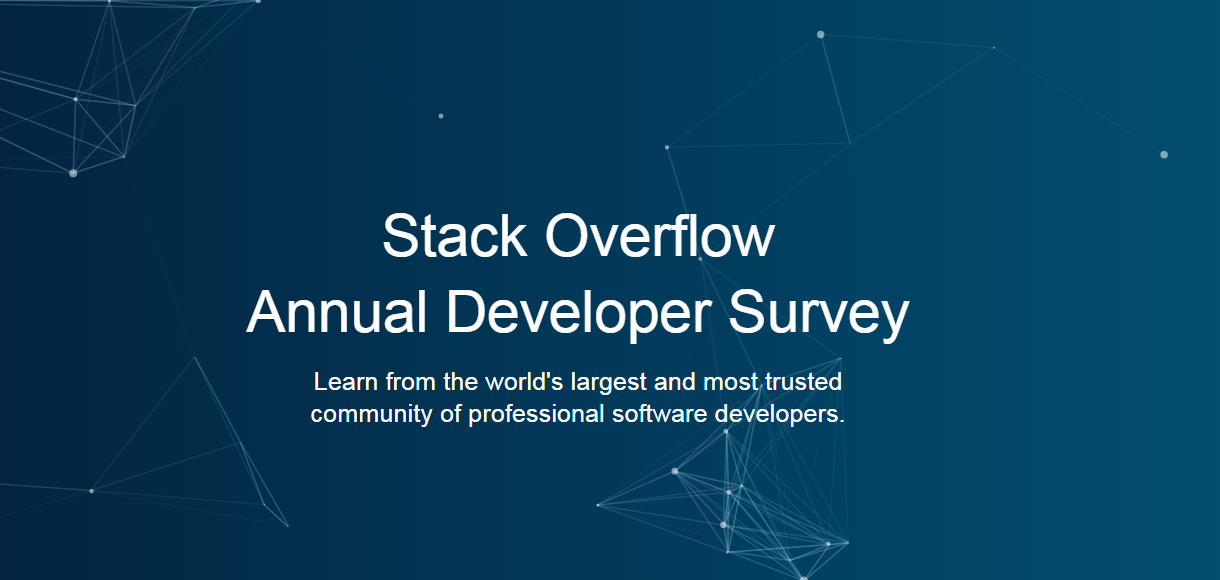 Stack Overflow
Annual Developer Survey
Learn from the world's largest and most trusted
community of professional software developers.